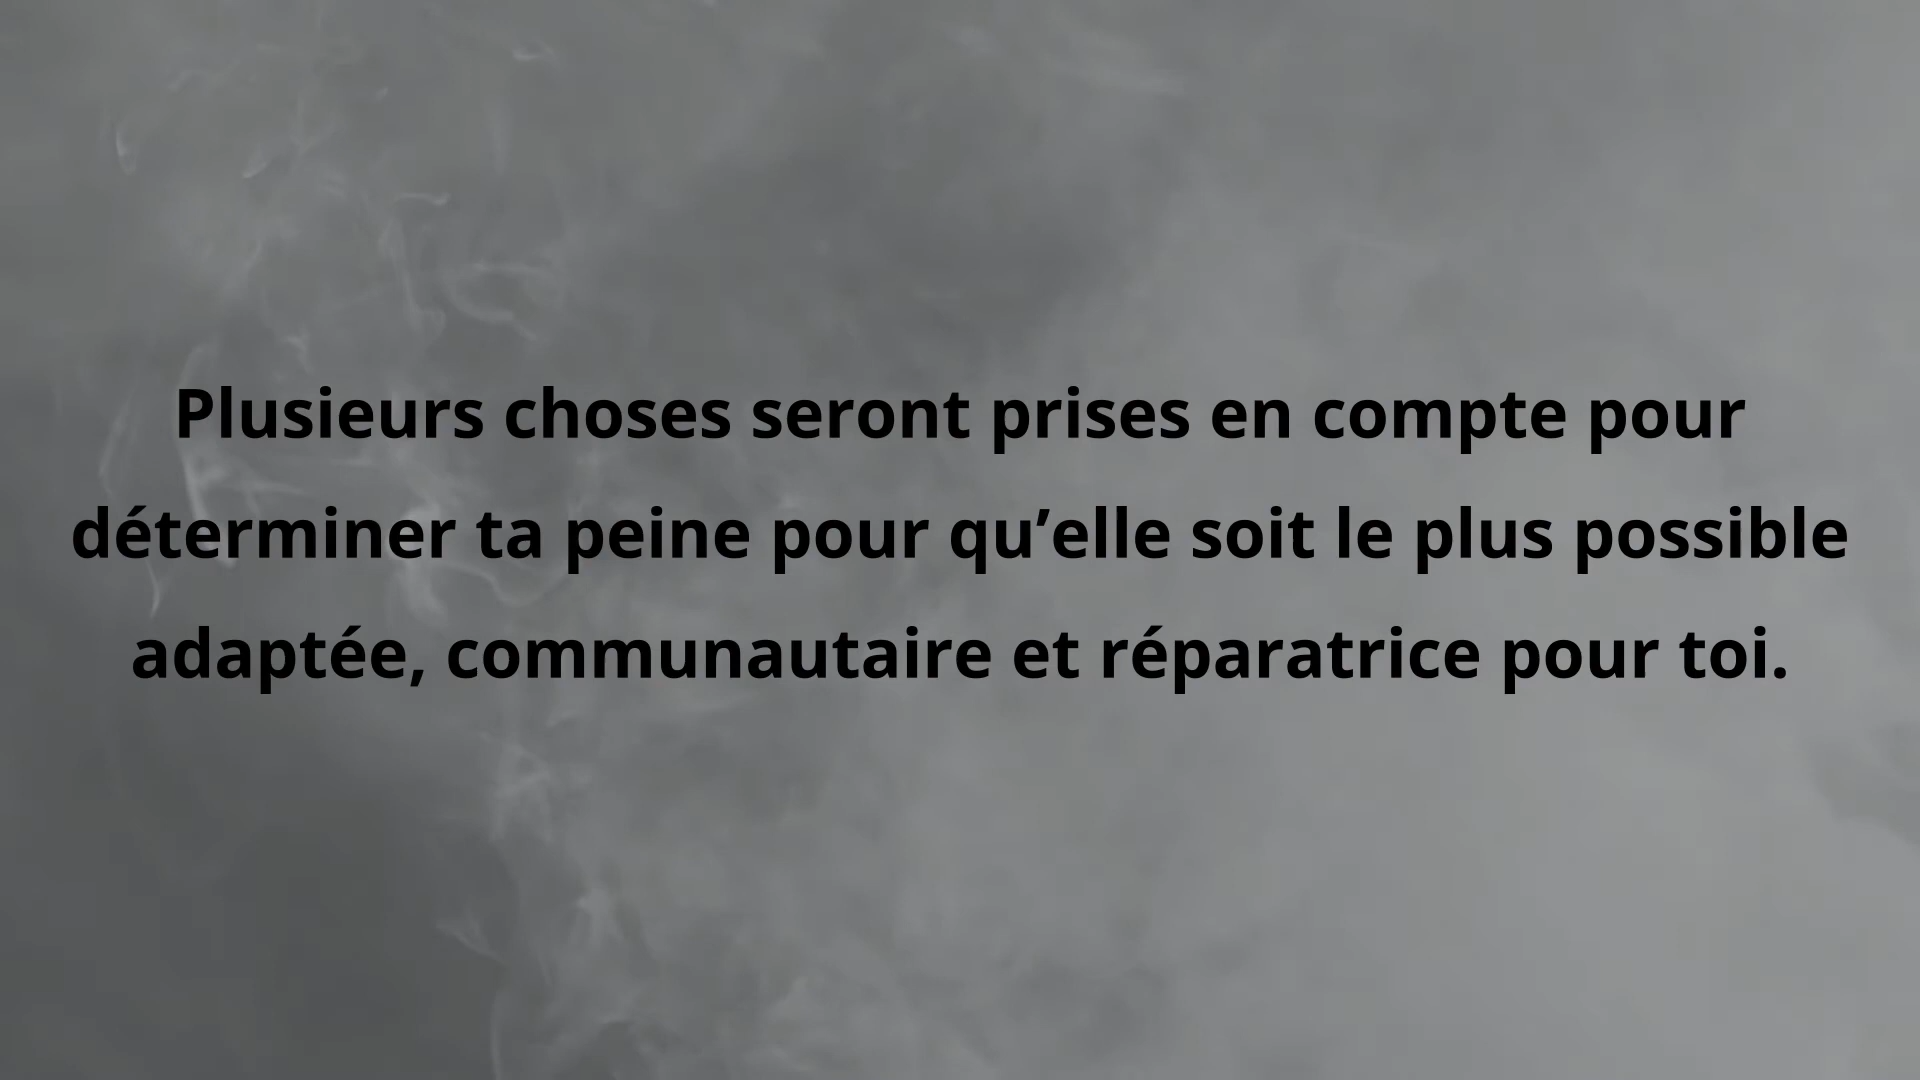 Plusieurs choses seront prises en compte pour
déterminer ta peine pour qu’elle soit le plus possible
adaptée, communautaire et réparatrice pour toi.